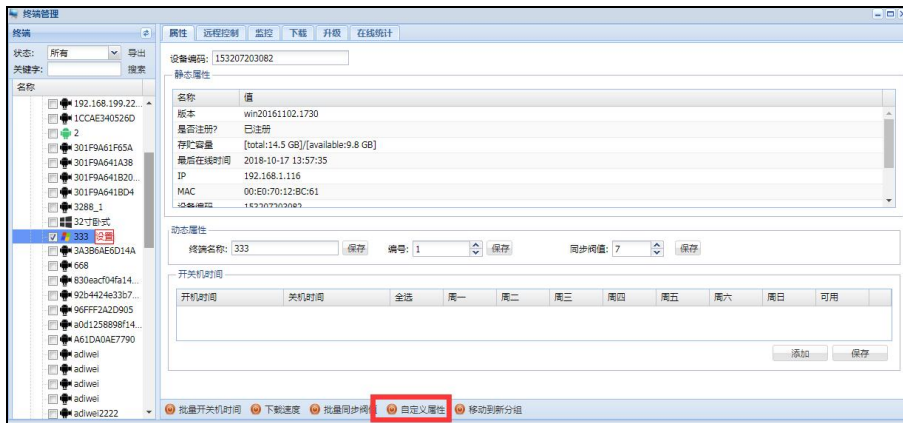 终端管理
终端
状态: 所有 导出
关键字: 搜索
名称
192.168.199.22...
1CCAE340526D
2
301F9A61F65A
301F9A641A38
301F9A641B20...
301F9A641BD4
3288_1
32寸卧式
333 设置
3A3B6AE6D14A
668
830eacf04fa14...
92b4424e33b7...
96FFF2A2D905
a0d1258898f14...
A61DA0AE7790
adiwei
adiwei
adiwei
adiwei
adiwei2222
属性 远程控制 监控 下载 升级 在线统计
设备编码: 153207203082
静态属性
名称 值
版本 win20161102.1730
是否注册? 已注册
存贮容量 [total:14.5 GB]/[available:9.8 GB]
最后在线时间 2018-10-17 13:57:35
IP 192.168.1.116
MAC 00:E0:70:12:BC:61
设备编码 153207203082
动态属性
终端名称: 333 保存 编号: 1 保存 同步阀值: 7 保存
开关机时间
开机时间 关机时间 全选 周一 周二 周三 周四 周五 周六 周日 可用
添加 保存
批量开关机时间 下载速度 批量同步阀值 自定义属性 移动到新分组